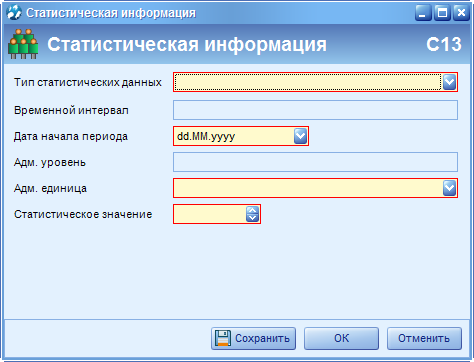 Статистическая информация
Статистическая информация C13
Тип статистических данных
Временной интервал
Дата начала периода dd.MM.yyyy
Адм. уровень
Адм. единица
Статистическое значение
Сохранить OK Отменить